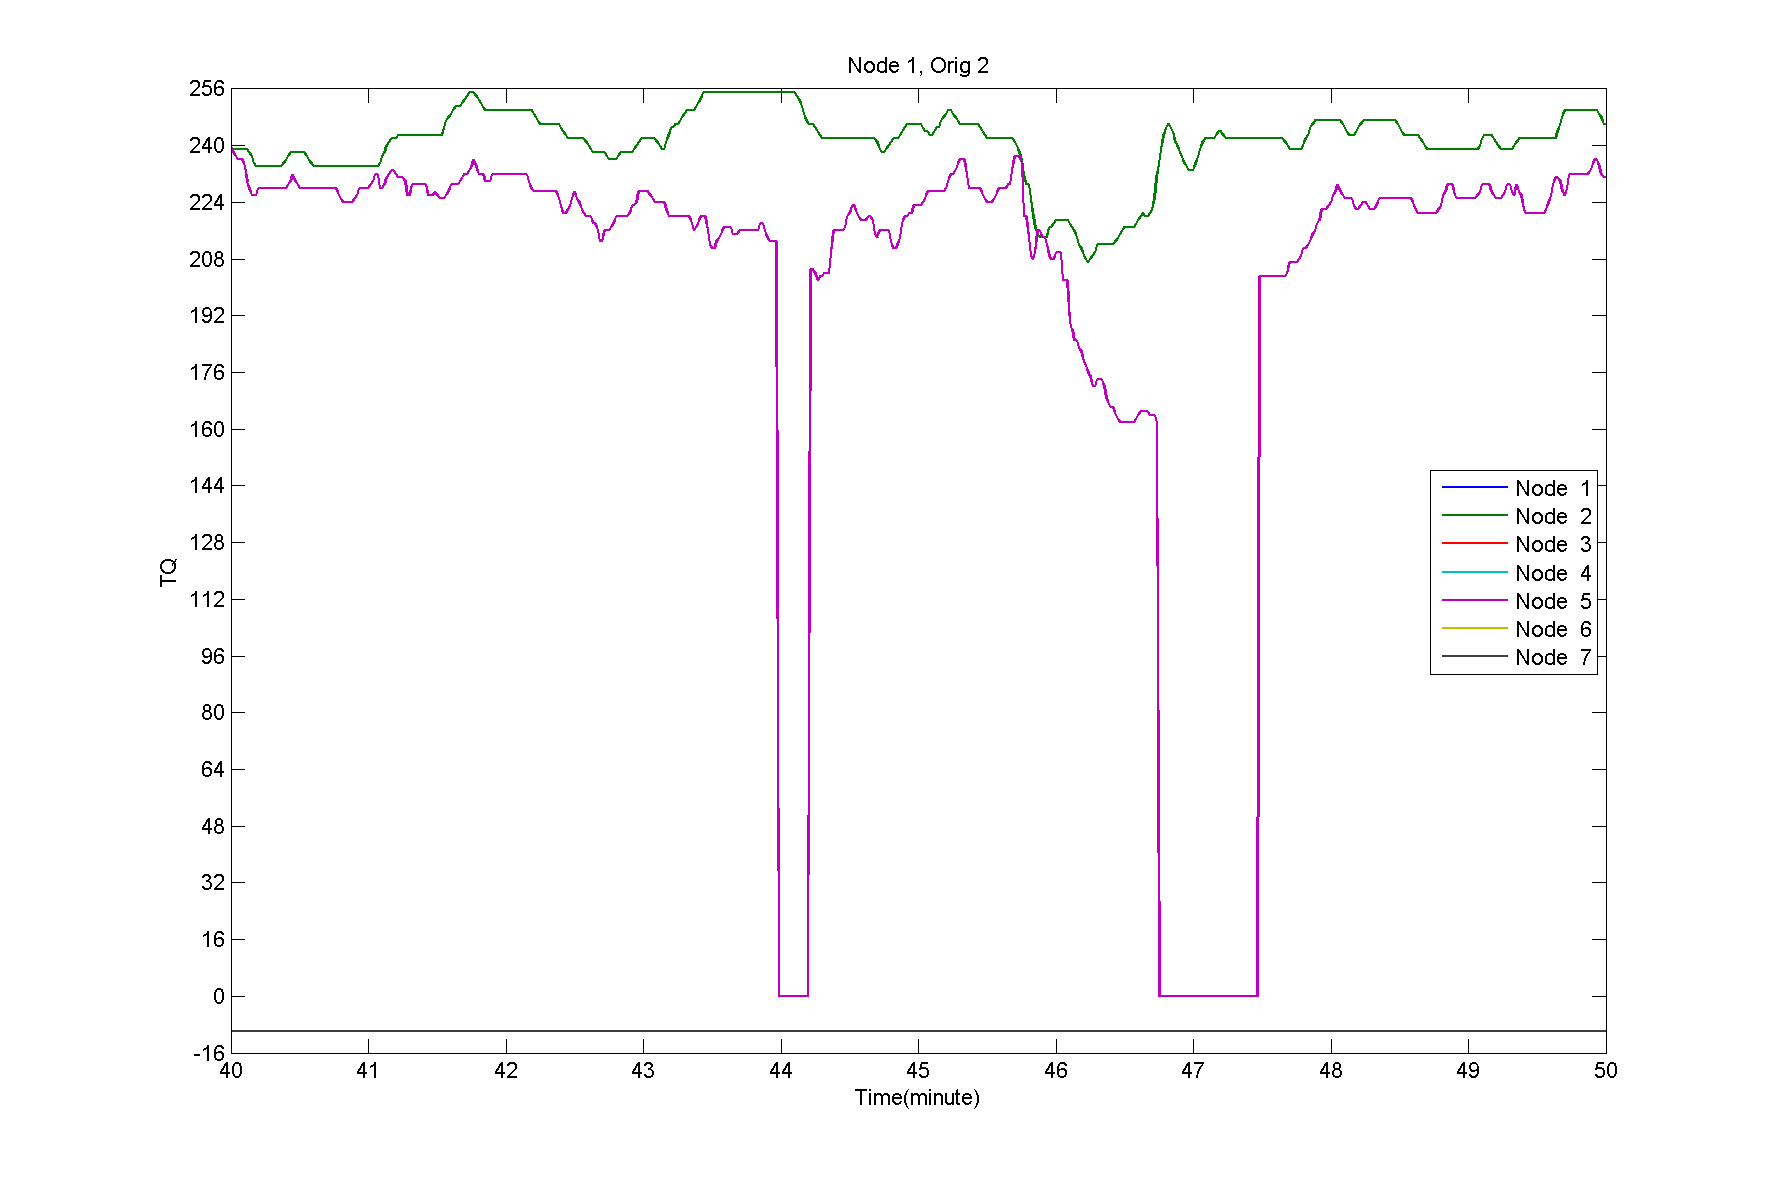 Node 1, Orig 2
256
240
224
208
192
176
160
144
128
112
96
80
64
48
32
16
0
-16
TQ
Node 1
Node 2
Node 3
Node 4
Node 5
Node 6
Node 7
40 41 42 43 44 45 46 47 48 49 50
Time(minute)